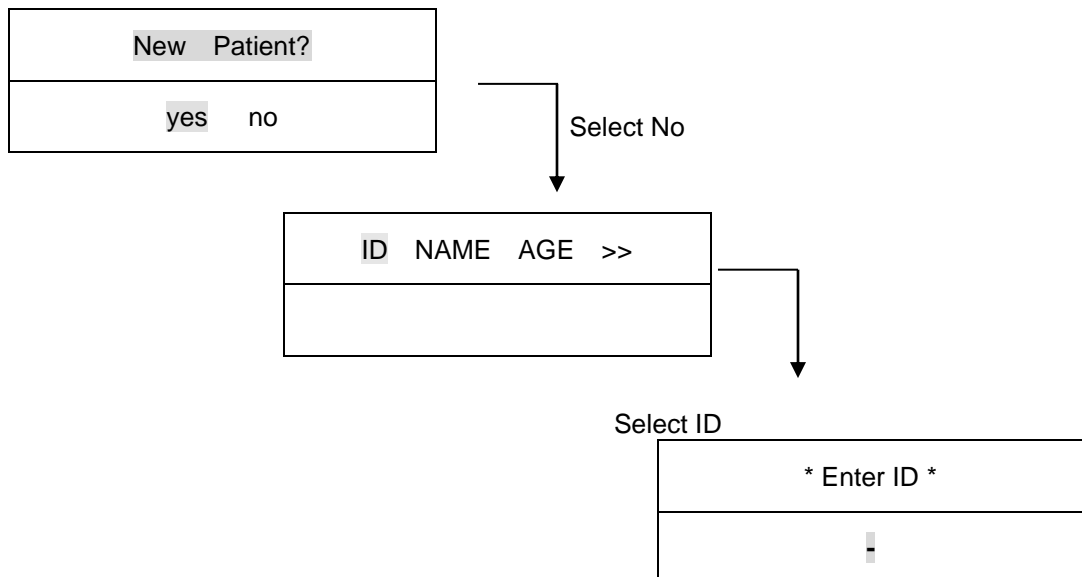 New Patient?
yes no
Select No
ID NAME AGE >>
Select ID
* Enter ID *
-